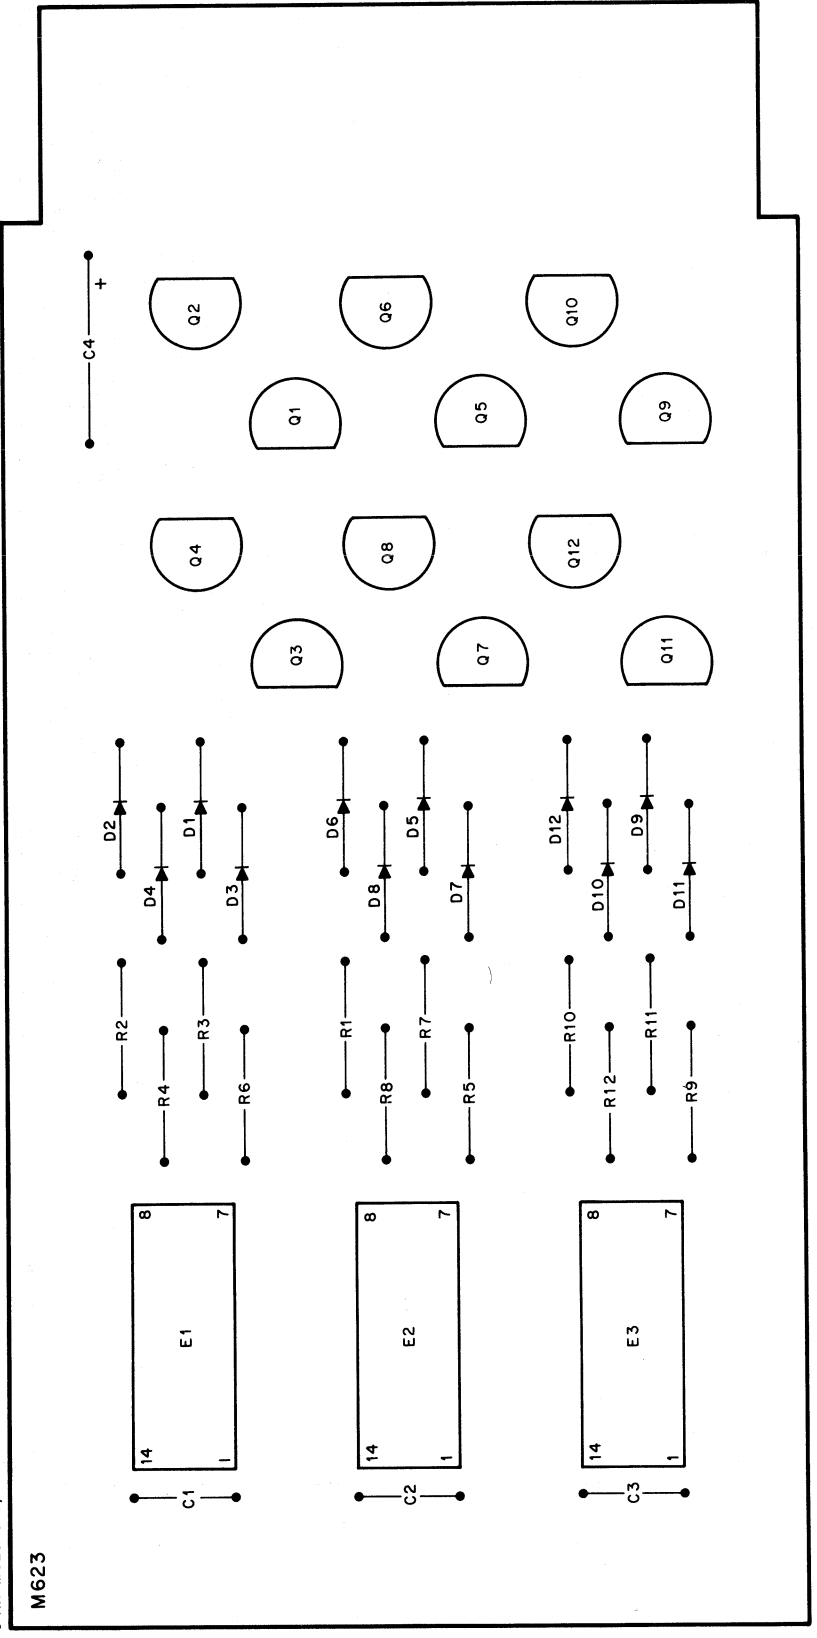 +
C4
Q2
Q6
Q10
Q1
Q5
Q9
Q4
Q8
Q12
Q3
Q7
Q11
D2
D1
D6
D5
D12
D9
D4
D3
D8
D7
D10
D11
R2
R3
R1
R7
R10
R11
R4
R6
R8
R5
R12
R9
8
7
8
7
8
7
E1
E2
E3
14
1
14
1
14
1
C1
C2
C3
M623